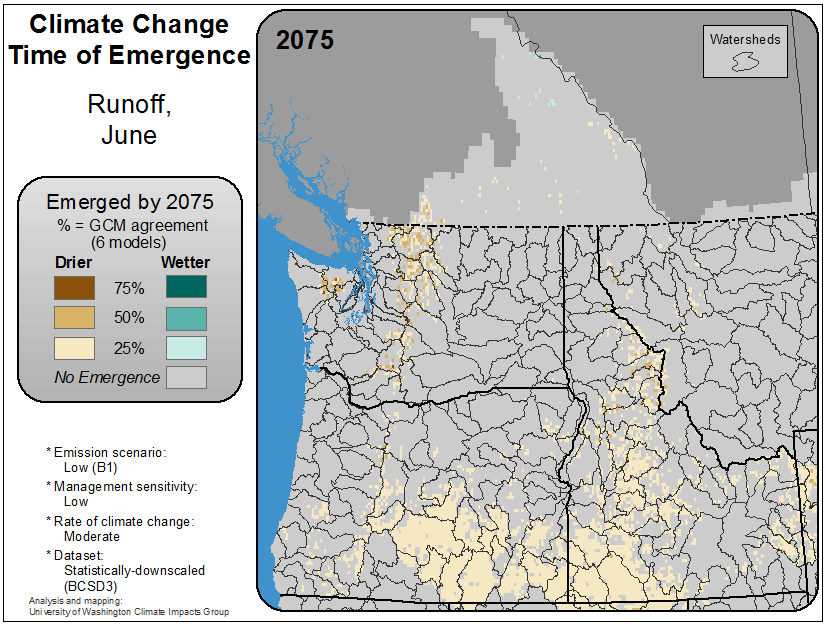 Climate Change
Time of Emergence
Runoff,
June
Emerged by 2075
% = GCM agreement
(6 models)
Drier
Wetter
75%
50%
25%
No Emergence
* Emission scenario:
Low (B1)
* Management sensitivity:
Low
* Rate of climate change:
Moderate
* Dataset:
Statistically-downscaled
(BCSD3)
Analysis and mapping:
University of Washington Climate Impacts Group
2075
Watersheds